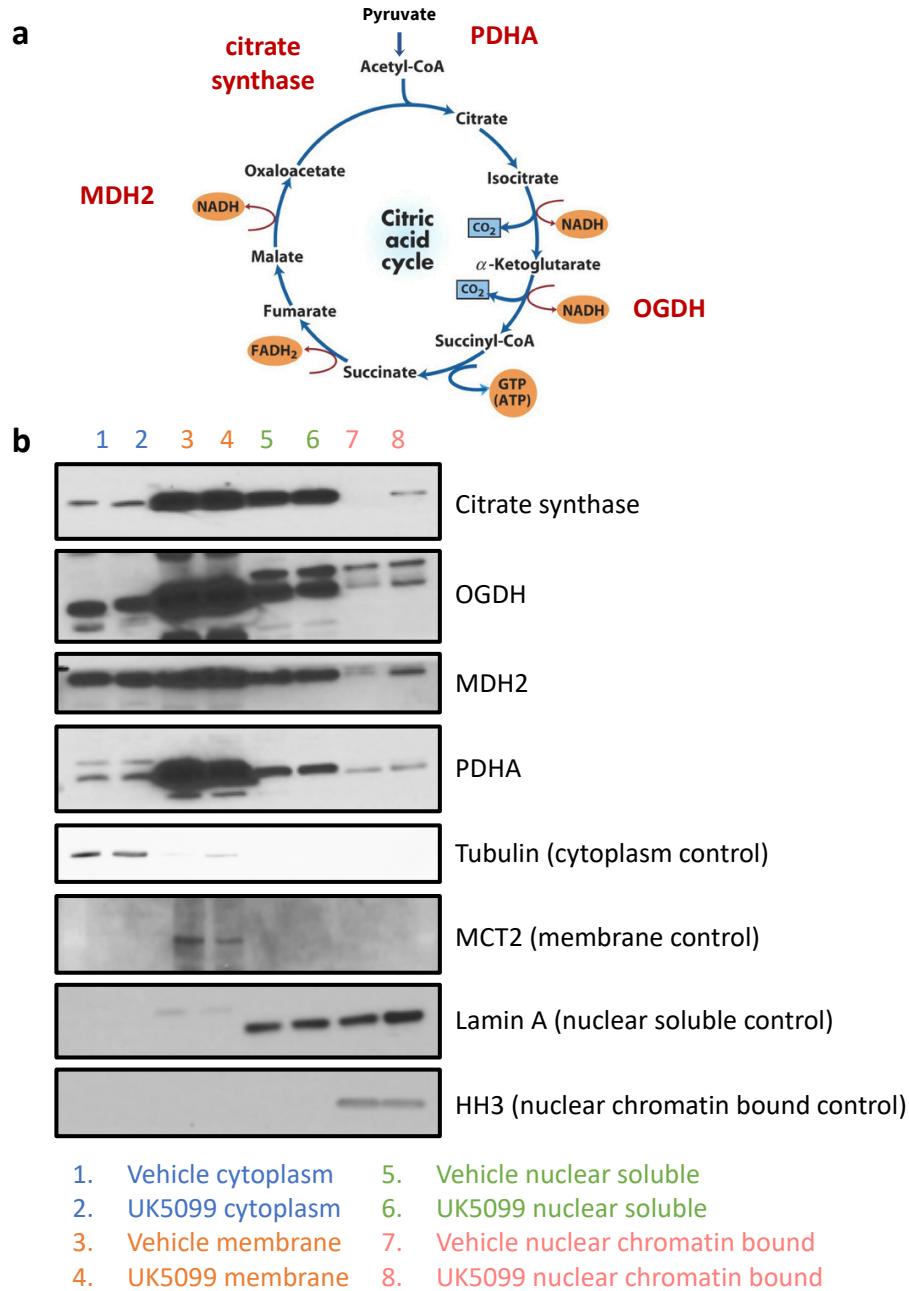 a
Pyruvate
PDHA
citrate
synthase
Acetyl-CoA
Citrate
Oxaloacetate
Isocitrate
MDH2
NADH
CO2
NADH
Citric
acid
cycle
Malate
α-Ketoglutarate
CO2
NADH
OGDH
Fumarate
Succinyl-CoA
FADH2
Succinate
GTP
(ATP)
b
1 2 3 4 5 6 7 8
Citrate synthase
OGDH
MDH2
PDHA
Tubulin (cytoplasm control)
MCT2 (membrane control)
Lamin A (nuclear soluble control)
HH3 (nuclear chromatin bound control)
1. Vehicle cytoplasm
2. UK5099 cytoplasm
3. Vehicle membrane
4. UK5099 membrane
5. Vehicle nuclear soluble
6. UK5099 nuclear soluble
7. Vehicle nuclear chromatin bound
8. UK5099 nuclear chromatin bound